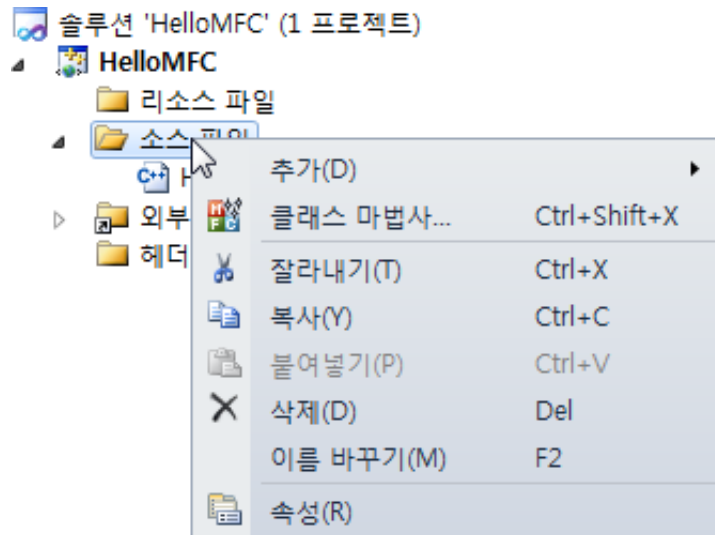 솔루션 'HelloMFC' (1 프로젝트)
HelloMFC
리소스 파일
소스 파일
H
외부
헤더
추가(D)
클래스 마법사... Ctrl+Shift+X
잘라내기(T) Ctrl+X
복사(Y) Ctrl+C
붙여넣기(P) Ctrl+V
삭제(D) Del
이름 바꾸기(M) F2
속성(R)